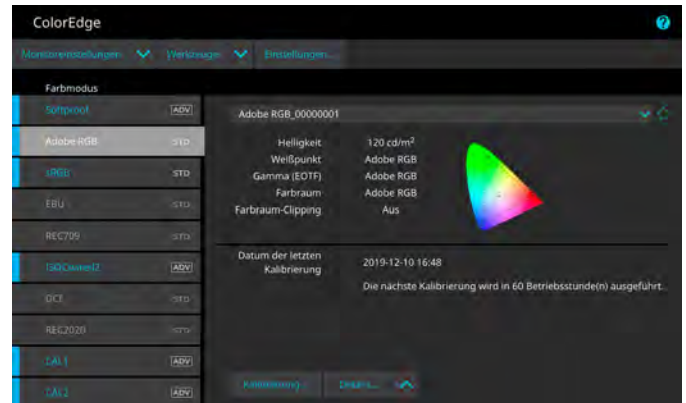 ColorEdge
Monitoreinstellungen Werkzeuge Einstellungen...
Farbmodus
Softproof ADV
Adobe RGB STD
sRGB STD
EBU STD
REC709 STD
ADV
DCI STD
REC2020 STD
CAL1 ADV
CAL2 ADV
Adobe RGB_00000001
Helligkeit 120 cd/m²
Weißpunkt Adobe RGB
Gamma (EOTF) Adobe RGB
Farbraum Adobe RGB
Farbraum-Clipping Aus
Datum der letzten
Kalibrierung 2019-12-10 16:48
Die nächste Kalibrierung wird in 60 Betriebsstunde(n) ausgeführt.
Kalibrierung Details...